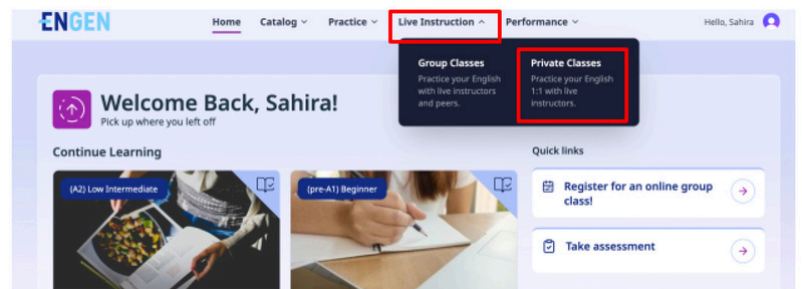 ENGEN
Home
Catalog
Practice
Live Instruction
Performance
Hello, Sahira
Group Classes
Practice your English
with live instructors
and peers.
Private Classes
Practice your English
1:1 with live
instructors.
Welcome Back, Sahira!
Pick up where you left off
Continue Learning
(A2) Low Intermediate
(pre-A1) Beginner
Quick links
Register for an online group
class!
Take assessment